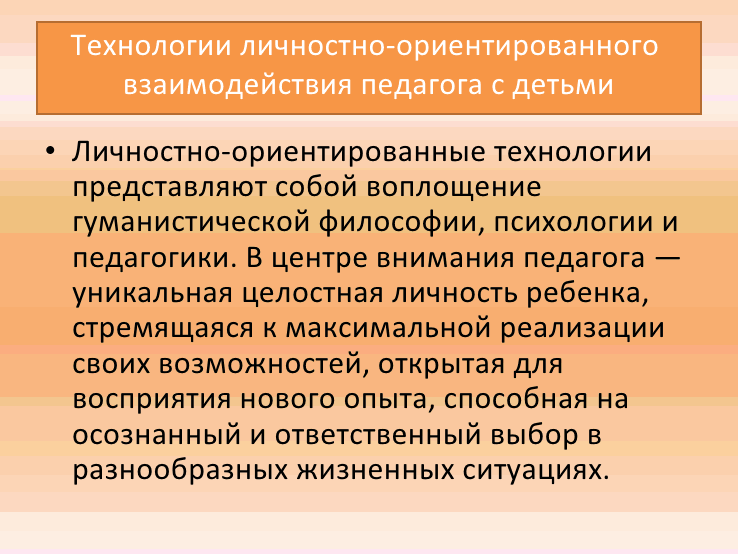 Технологии личностно-ориентированного
взаимодействия педагога с детьми
• Личностно-ориентированные технологии
представляют собой воплощение
гуманистической философии, психологии и
педагогики. В центре внимания педагога —
уникальная целостная личность ребенка,
стремящаяся к максимальной реализации
своих возможностей, открытая для
восприятия нового опыта, способная на
осознанный и ответственный выбор в
разнообразных жизненных ситуациях.